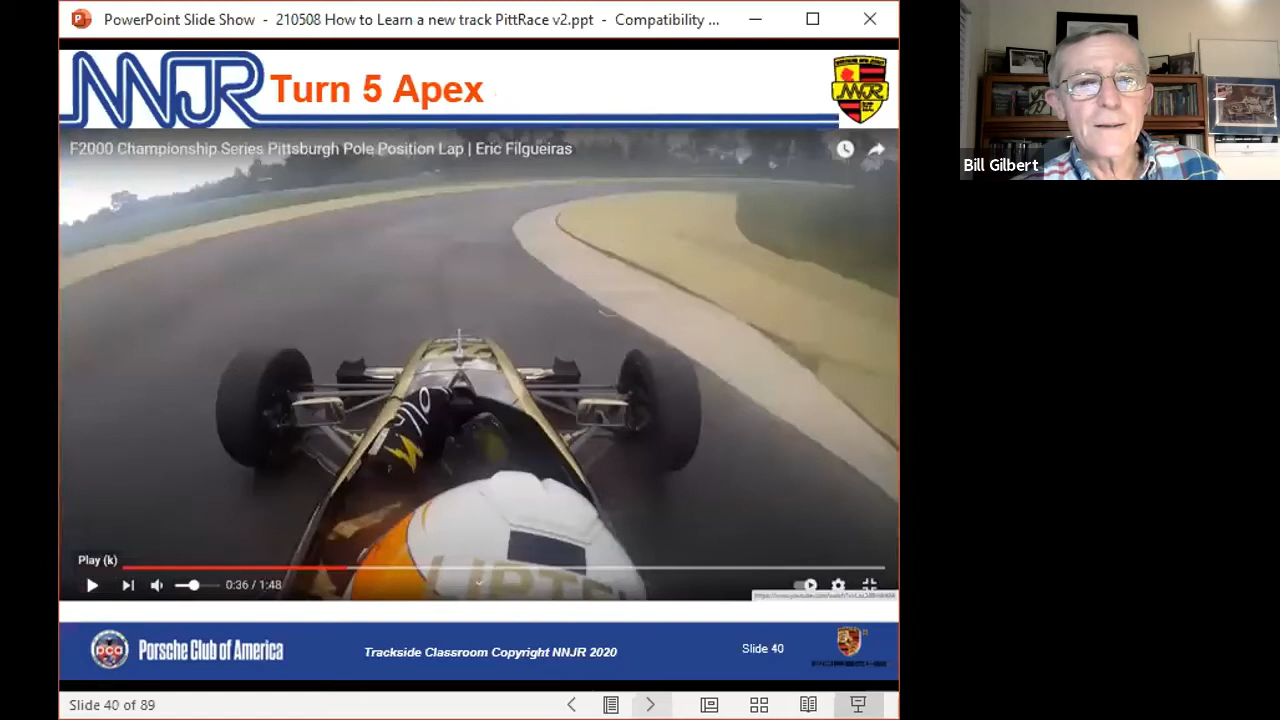 PowerPoint Slide Show - 210508 How to Learn a new track PittRace v2.ppt - Compatibility ...
NNJR
Turn 5 Apex
NNJR
F2000 Championship Series Pittsburgh Pole Position Lap | Eric Filgueiras
Bill Gilbert
Play (k)
0:36 / 1:48
pca
Porsche Club of America
Trackside Classroom Copyright NNJR 2020
Slide 40
Slide 40 of 89